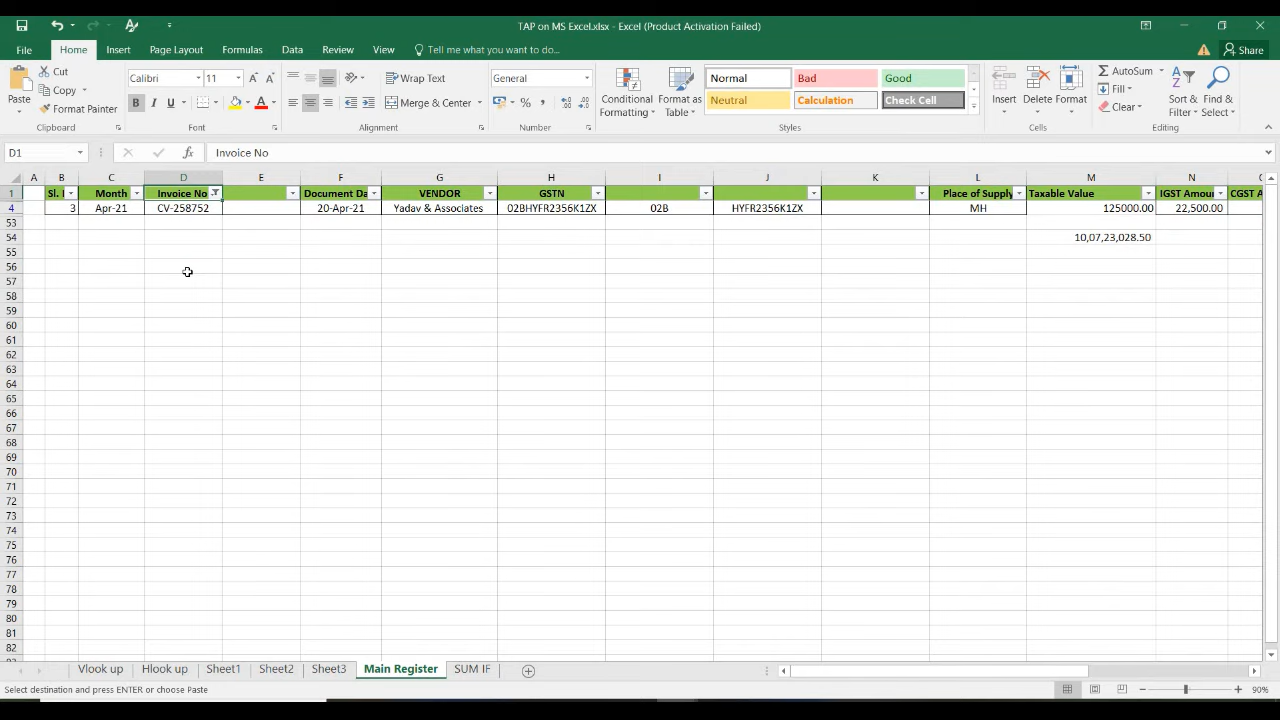 TAP on MS Excel.xlsx - Excel (Product Activation Failed)
File Home Insert Page Layout Formulas Data Review View Tell me what you want to do... Share
Cut
Copy
Format Painter
Paste
Clipboard
Calibri 11
B I U
Font
Wrap Text
Merge & Center
Alignment
General
%
Number
Conditional Formatting
Format as Table
Normal Bad Good
Neutral Calculation Check Cell
Styles
Insert Delete Format
Cells
AutoSum
Fill
Clear
Sort & Filter
Find & Select
Editing
D1 fx Invoice No
A B C D E F G H I J K L M N
1 Sl. Month Invoice No Document Da VENDOR GSTN Place of Supply Taxable Value IGST Amoun CGST A
4 3 Apr-21 CV-258752 20-Apr-21 Yadav & Associates 02BHYFR2356K1ZX 02B HYFR2356K1ZX MH 125000.00 22,500.00
53
54 10,07,23,028.50
55
56
57
58
59
60
61
62
63
64
65
66
67
68
69
70
71
72
73
74
75
76
77
78
79
80
81
82
Vlook up Hlook up Sheet1 Sheet2 Sheet3 Main Register SUM IF
Select destination and press ENTER or choose Paste 90%